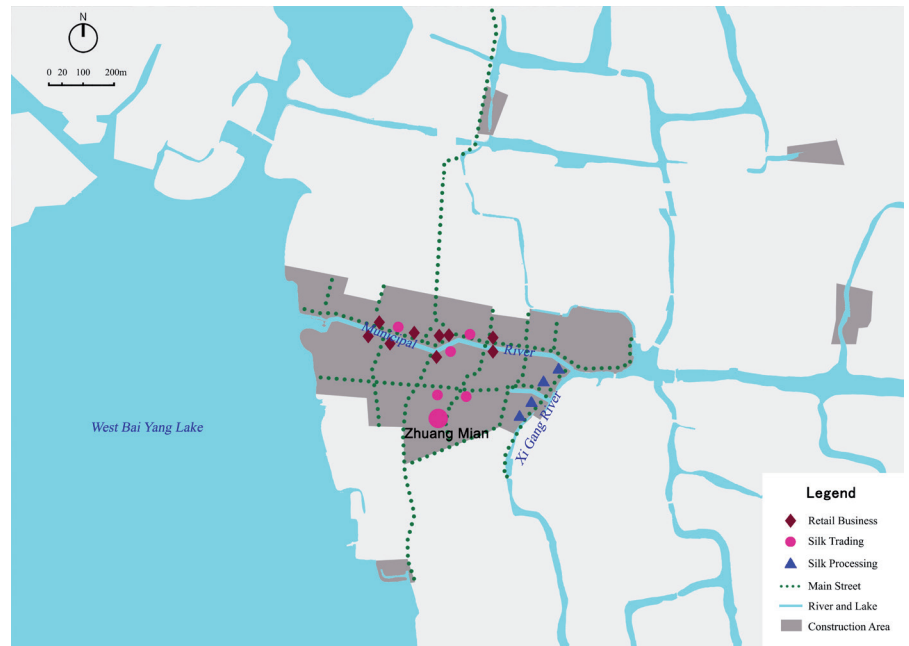 N
0 20 100 200m
Municipal
River
Zhuang Mian
Xi Gang River
West Bai Yang Lake
Legend
Retail Business
Silk Trading
Silk Processing
Main Street
River and Lake
Construction Area